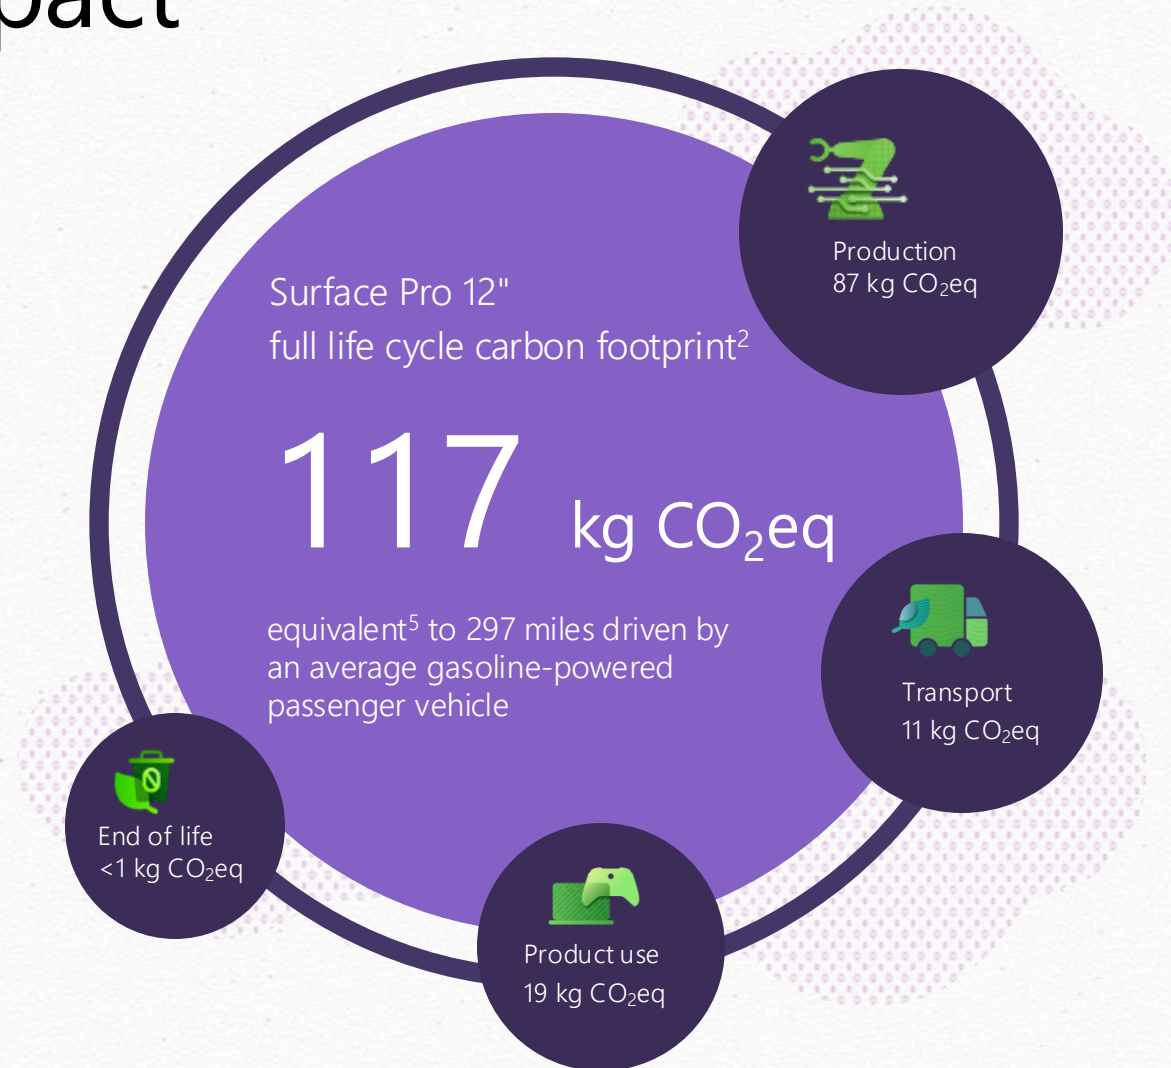 pact
Surface Pro 12"
full life cycle carbon footprint²
117 kg CO₂eq
equivalent⁵ to 297 miles driven by
an average gasoline-powered
passenger vehicle
Production
87 kg CO₂eq
Transport
11 kg CO₂eq
Product use
19 kg CO₂eq
End of life
<1 kg CO₂eq